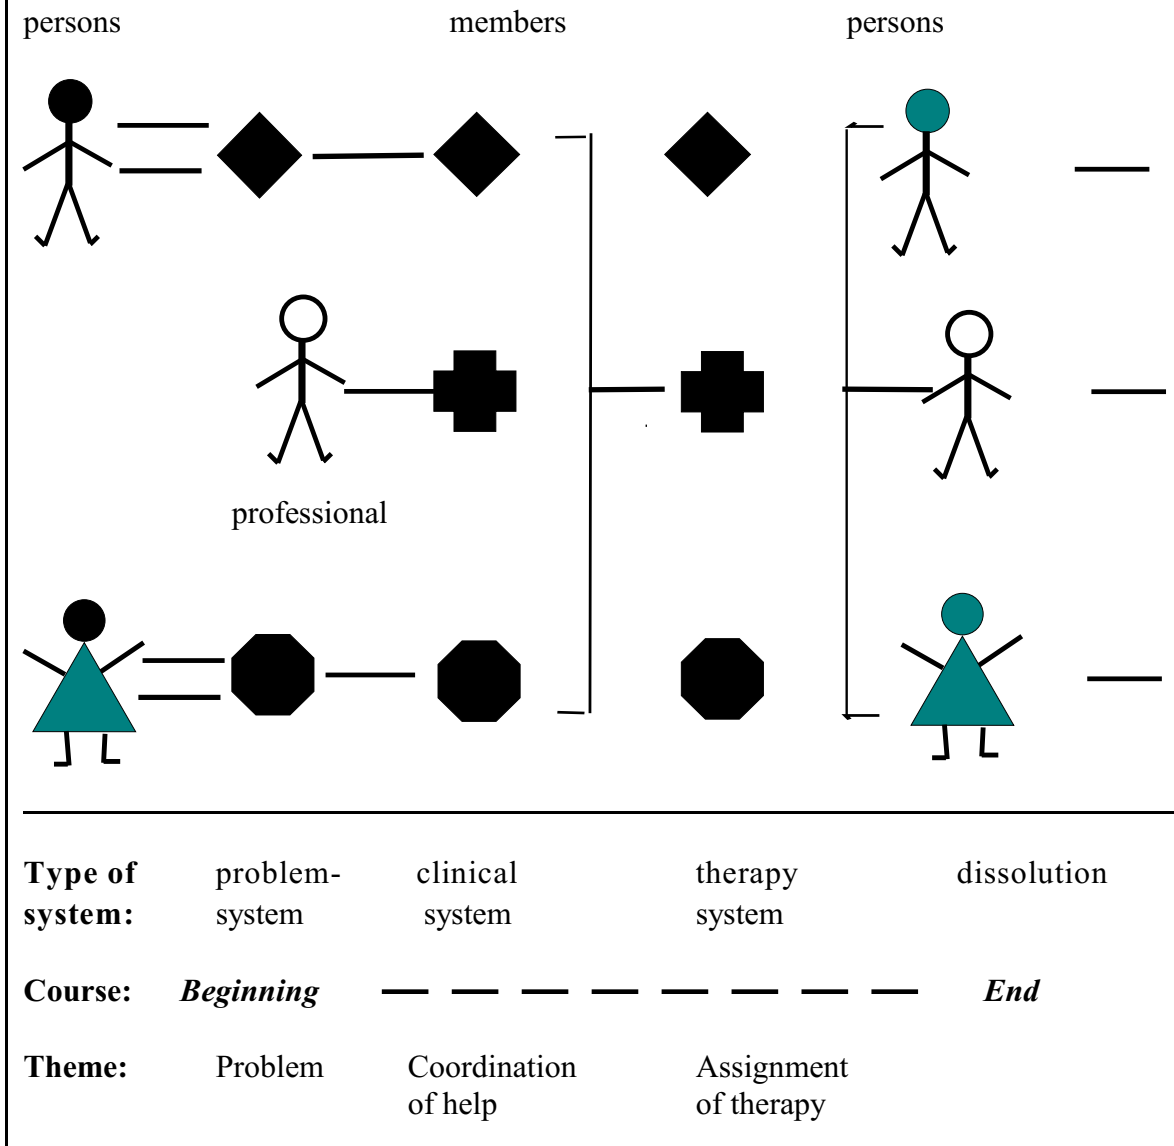 persons members persons
professional
Type of problem- clinical therapy dissolution
system: system system system
Course: Beginning — — — — — — — — End
Theme: Problem Coordination Assignment
of help of therapy